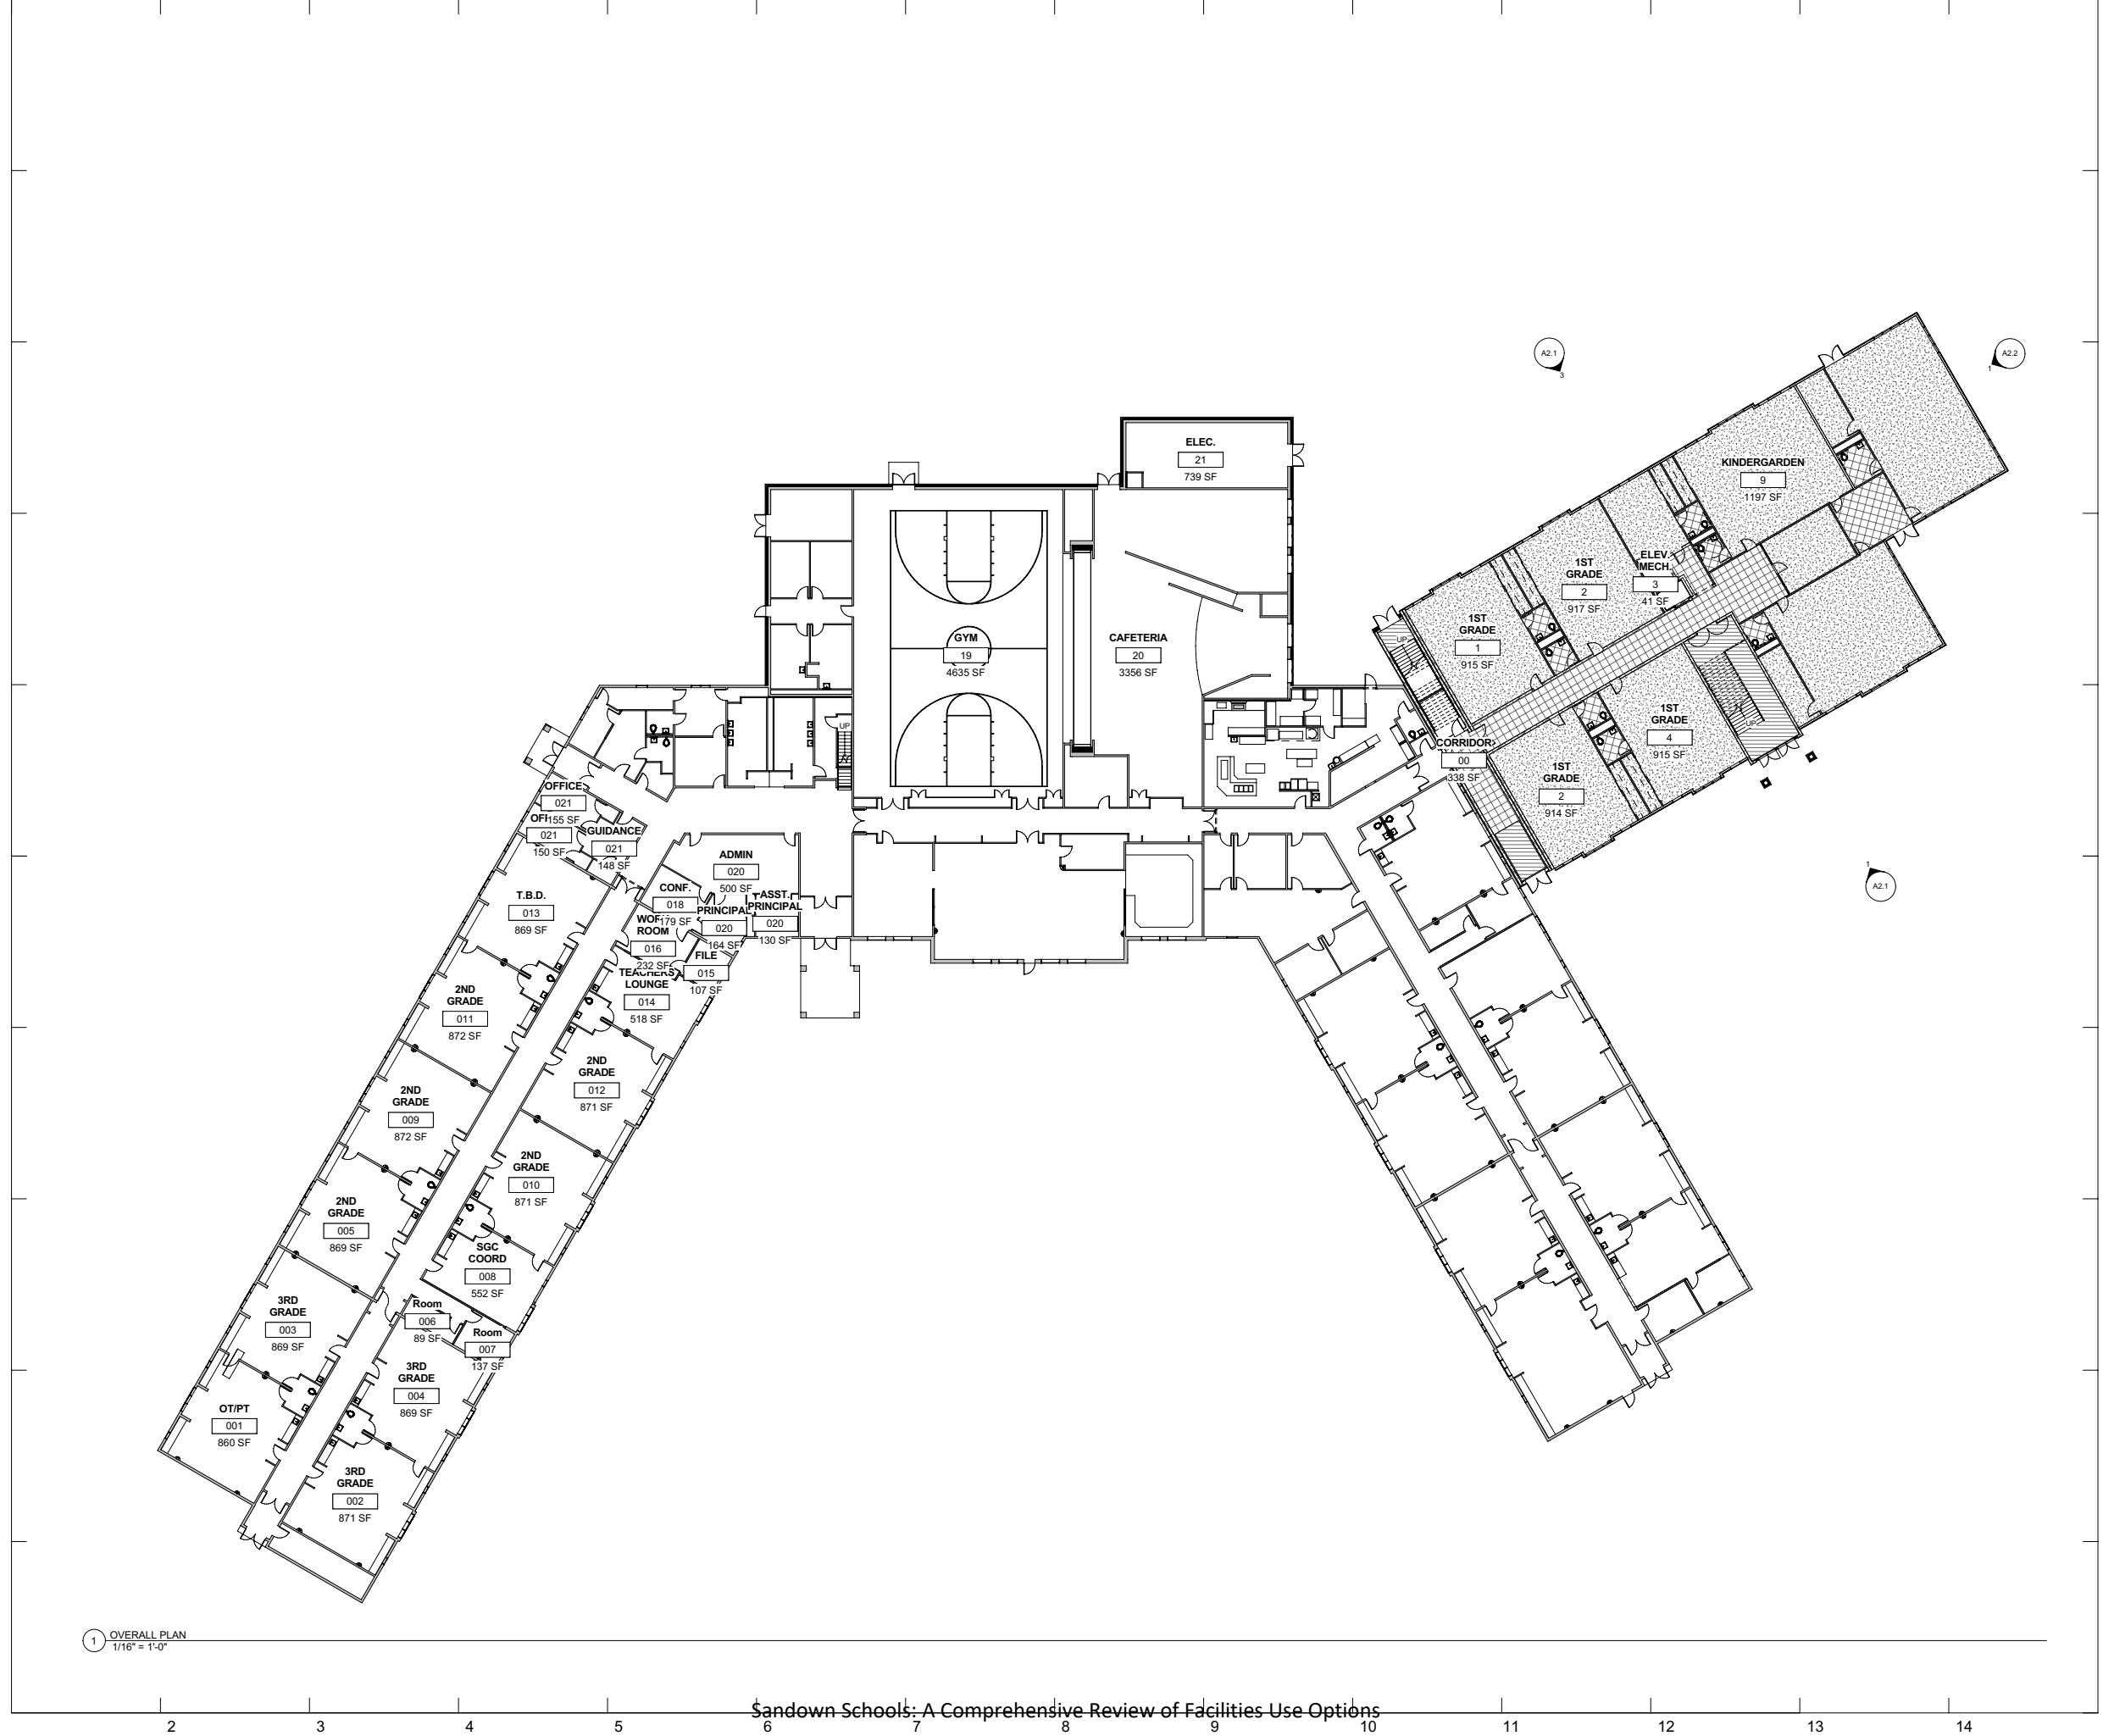 A2.1
3
A2.2
1
ELEC.
21
739 SF
KINDERGARDEN
9
1197 SF
1ST
GRADE
2
917 SF
ELEV.
MECH.
3
41 SF
1ST
GRADE
1
915 SF
UP
GYM
19
4635 SF
CAFETERIA
20
3356 SF
1ST
GRADE
4
915 SF
UP
UP
CORRIDOR
00
338 SF
1ST
GRADE
2
914 SF
1
A2.1
OFFICE
021
155 SF
OFI
021
150 SF
GUIDANCE
021
148 SF
ADMIN
020
500 SF
CONF.
018
179 SF
PRINCIPAL
020
164 SF
ASST.
PRINCIPAL
020
130 SF
ROOM
016
232 SF
FILE
015
107 SF
T.B.D.
013
869 SF
TEACHERS
LOUNGE
014
518 SF
2ND
GRADE
011
872 SF
2ND
GRADE
012
871 SF
2ND
GRADE
009
872 SF
2ND
GRADE
010
871 SF
2ND
GRADE
005
869 SF
SGC
COORD
008
552 SF
3RD
GRADE
003
869 SF
Room
006
89 SF
Room
007
137 SF
3RD
GRADE
004
869 SF
OT/PT
001
860 SF
3RD
GRADE
002
871 SF
1
OVERALL PLAN
1/16" = 1'-0"
Sandown Schools: A Comprehensive Review of Facilities Use Options
2 3 4 5 6 7 8 9 10 11 12 13 14